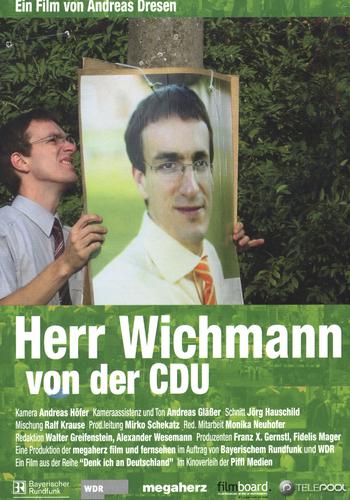 Ein Film von Andreas Dresen
Herr Wichmann
von der CDU
Kamera Andreas Höfer Kameraassistenz und Ton Andreas Gläßer Schnitt Jörg Hauschild
Mischung Ralf Krause Prod.leitung Mirko Schekatz Red. Mitarbeit Monika Neuhofer
Redaktion Walter Greifenstein, Alexander Wesemann Produzenten Franz X. Gernstl, Fidelis Mager
Eine Produktion der megaherz film und fernsehen im Auftrag von Bayerischem Rundfunk und WDR
Ein Film aus der Reihe "Denk ich an Deutschland" Im Kinoverleih der Piffl Medien
Bayerischer
Rundfunk
WDR
megaherz
filmboard
TELEPOOL